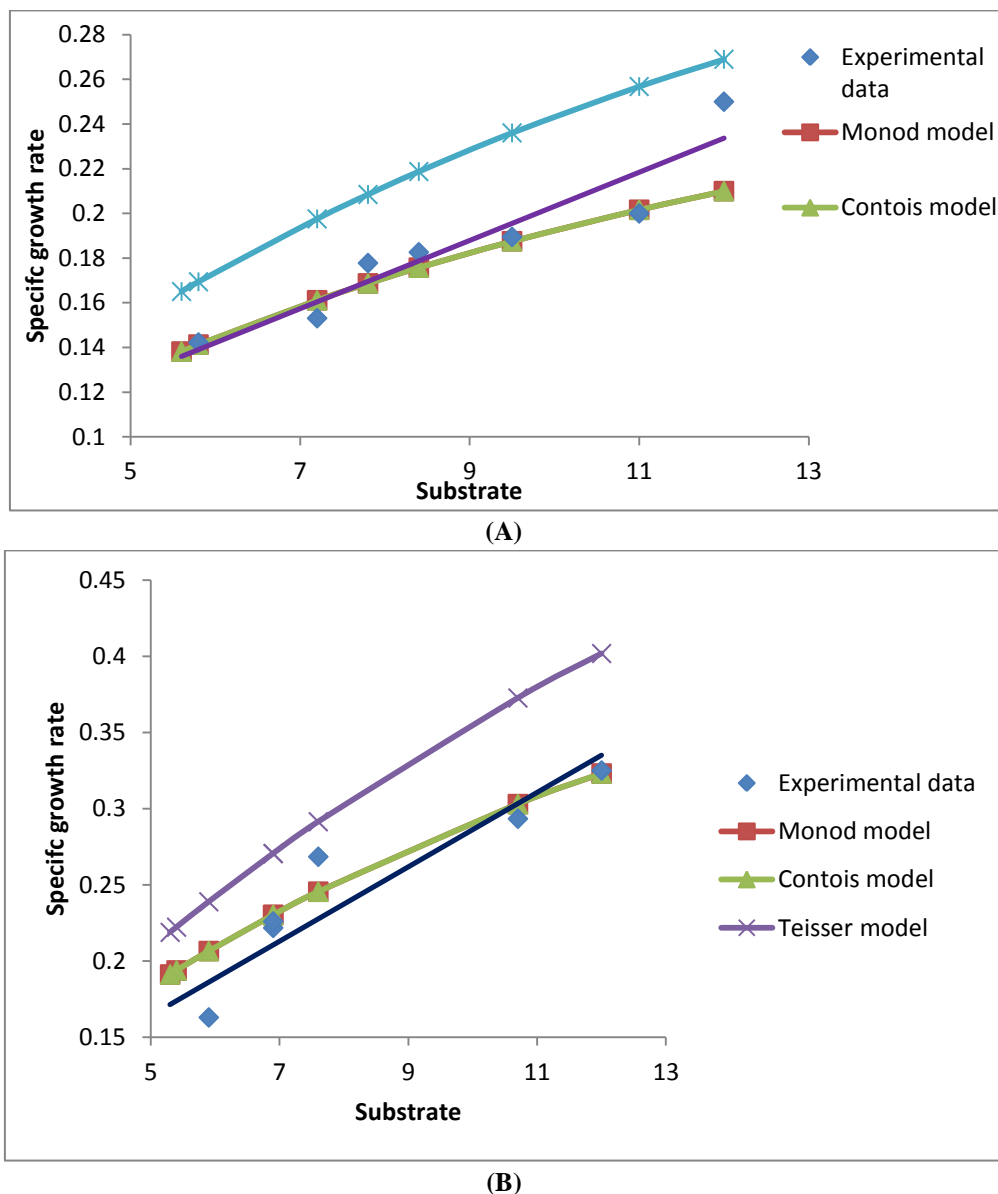 0.28
0.26
0.24
0.22
0.2
0.18
0.16
0.14
0.12
0.1
Specifc growth rate
5 7 9 11 13
Substrate
Experimental
data
Monod model
Contois model
(A)
0.45
0.4
0.35
0.3
0.25
0.2
0.15
Specifc growth rate
5 7 9 11 13
Substrate
Experimental data
Monod model
Contois model
Teisser model
(B)